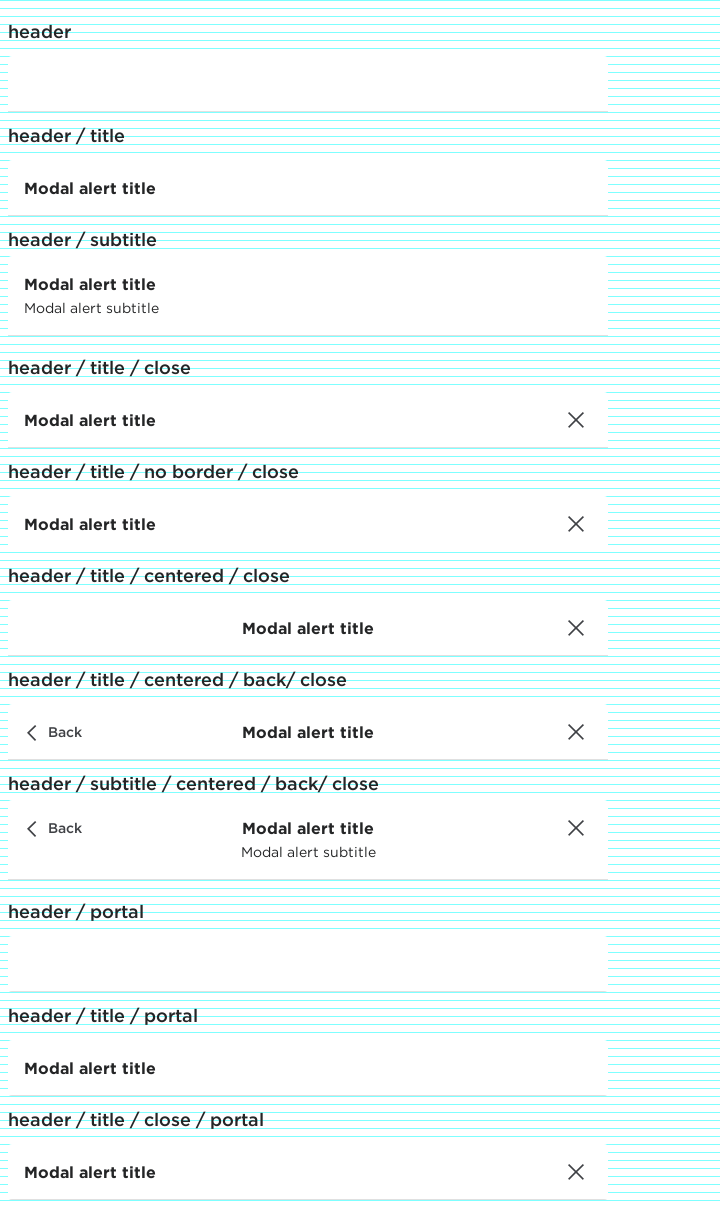 header
header / title
Modal alert title
header / subtitle
Modal alert title
Modal alert subtitle
header / title / close
Modal alert title
header / title / no border / close
Modal alert title
header / title / centered / close
Modal alert title
header / title / centered / back/ close
Back Modal alert title
header / subtitle / centered / back/ close
Back Modal alert title
Modal alert subtitle
header / portal
header / title / portal
Modal alert title
header / title / close / portal
Modal alert title